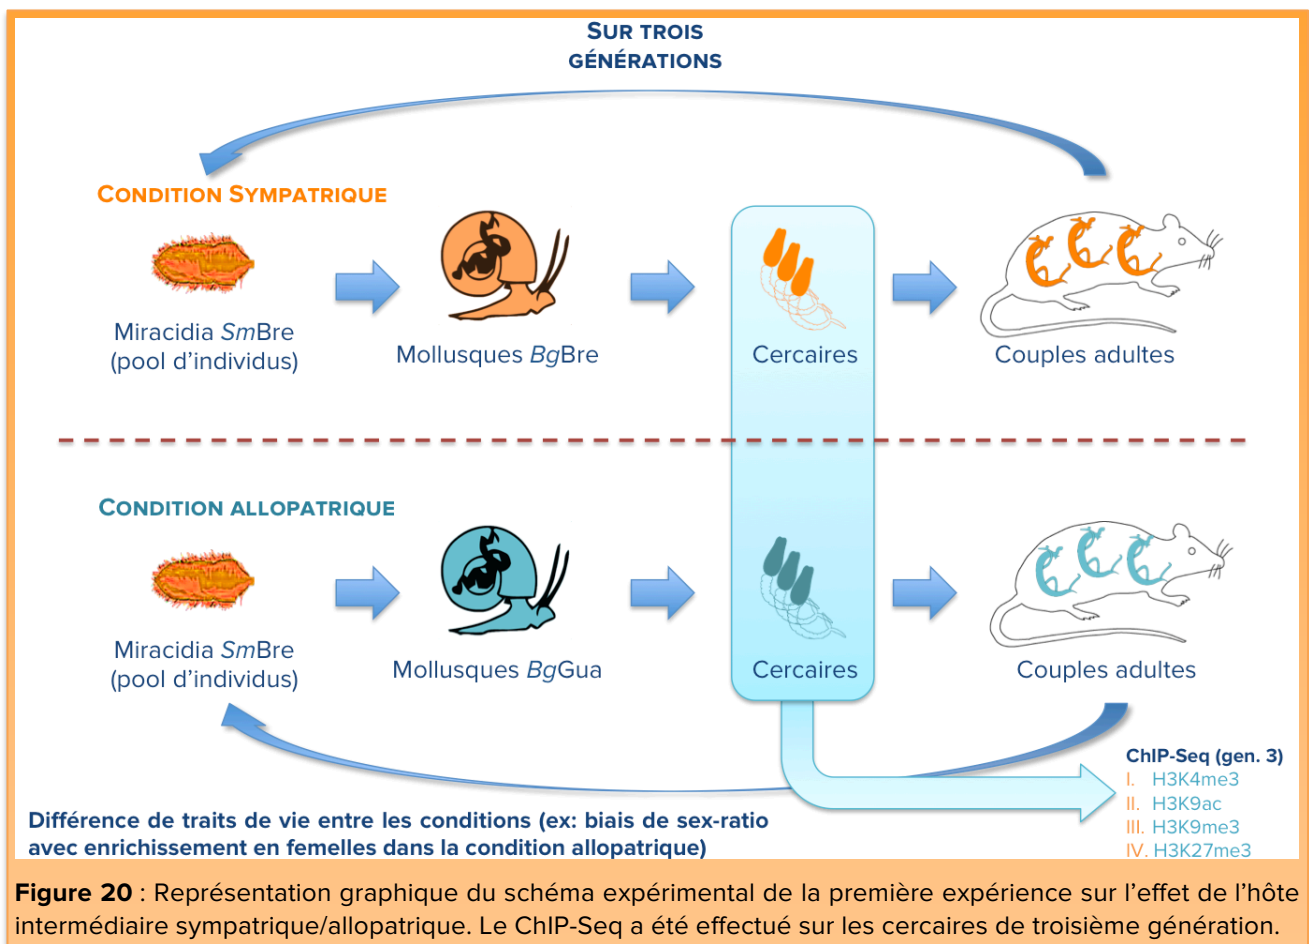 SUR TROIS
GÉNÉRATIONS
CONDITION SYMPATRIQUE
Miracidia SmBre
(pool d’individus)
Mollusques BgBre
Cercaires
Couples adultes
CONDITION ALLOPATRIQUE
Miracidia SmBre
(pool d’individus)
Mollusques BgGua
Cercaires
Couples adultes
ChIP-Seq (gen. 3)
I. H3K4me3
II. H3K9ac
III. H3K9me3
IV. H3K27me3
Différence de traits de vie entre les conditions (ex: biais de sex-ratio
avec enrichissement en femelles dans la condition allopatrique)
Figure 20 : Représentation graphique du schéma expérimental de la première expérience sur l’effet de l’hôte
intermédiaire sympatrique/allopatrique. Le ChIP-Seq a été effectué sur les cercaires de troisième génération.